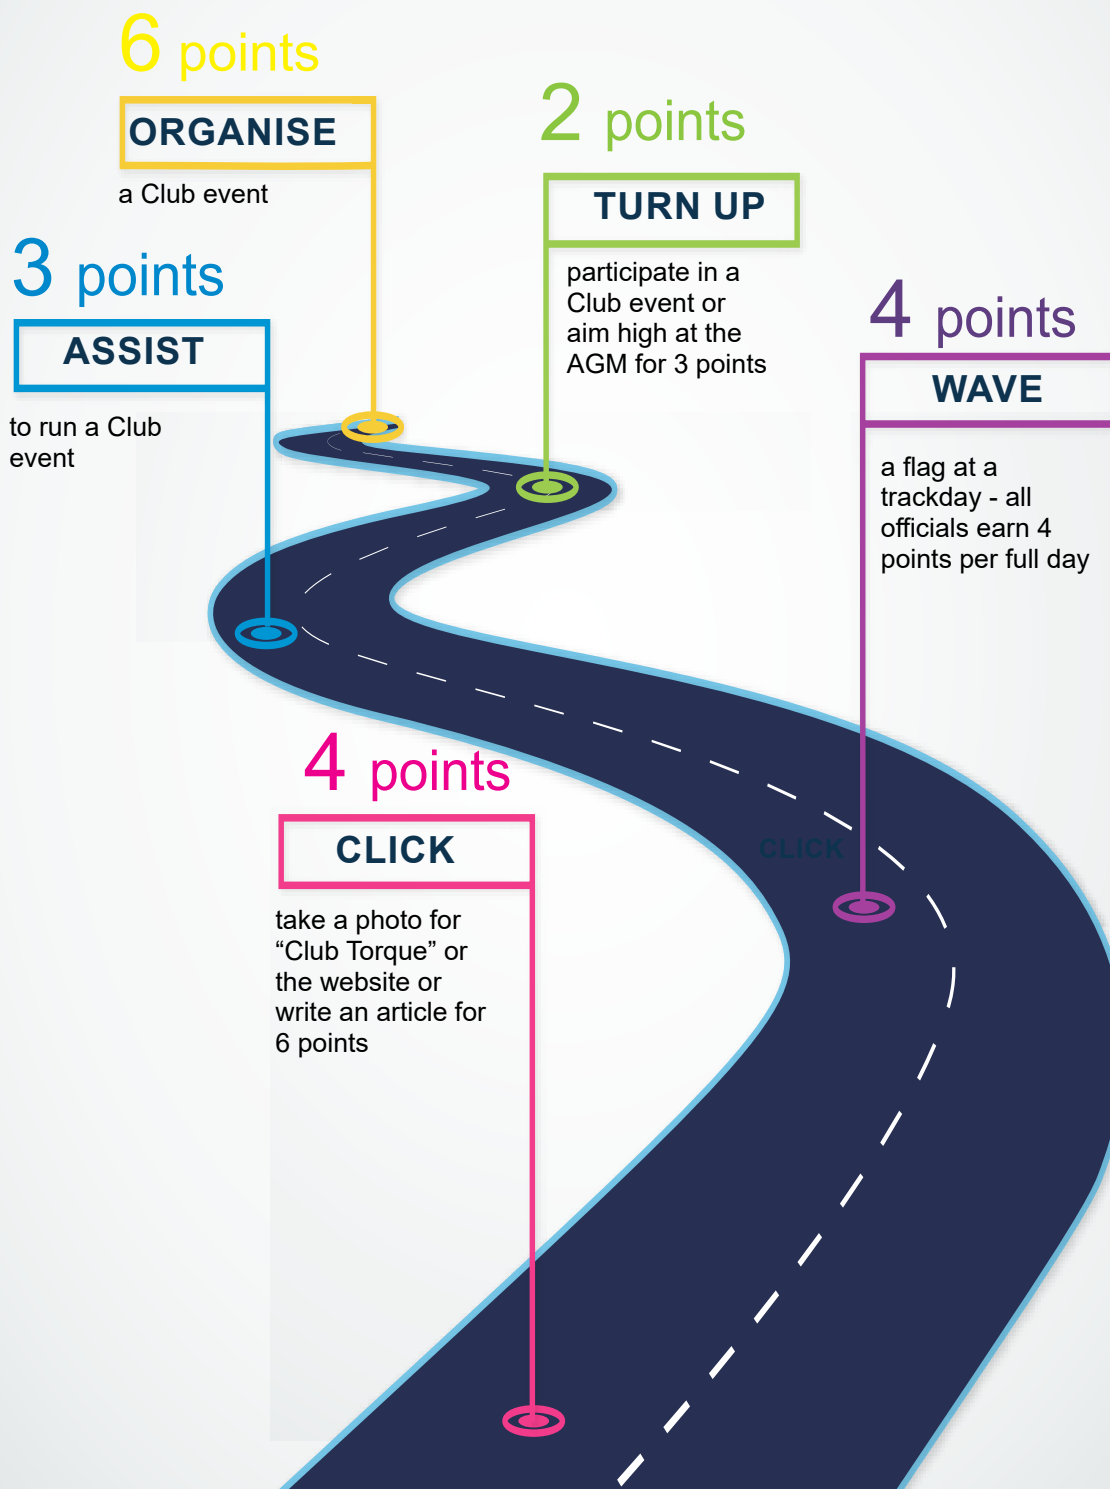 6 points
ORGANISE
a Club event
2 points
TURN UP
participate in a
Club event or
aim high at the
AGM for 3 points
3 points
ASSIST
to run a Club
event
4 points
WAVE
a flag at a
trackday - all
officials earn 4
points per full day
4 points
CLICK
take a photo for
“Club Torque” or
the website or
write an article for
6 points
CLICK